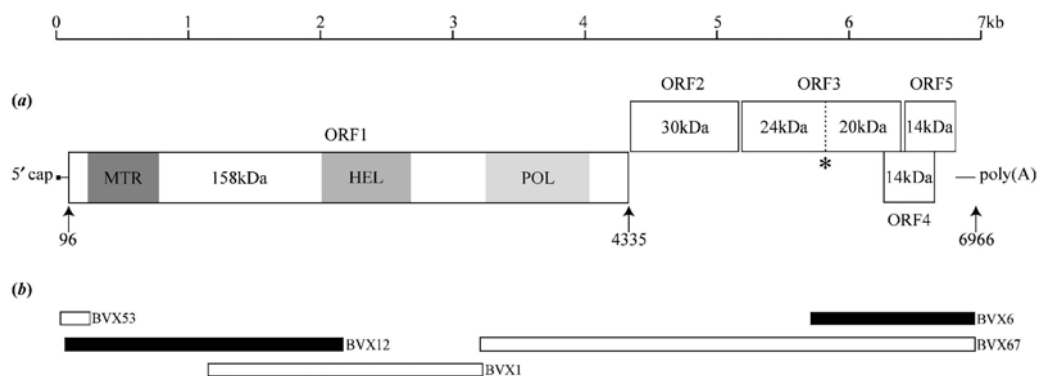 0 1 2 3 4 5 6 7kb
(a)
ORF2 ORF3 ORF5
30kDa 24kDa 20kDa 14kDa
ORF1
*
5′ cap MTR 158kDa HEL POL 14kDa poly(A)
ORF4
96 4335 6966
(b)
BVX53 BVX6
BVX12 BVX67
BVX1